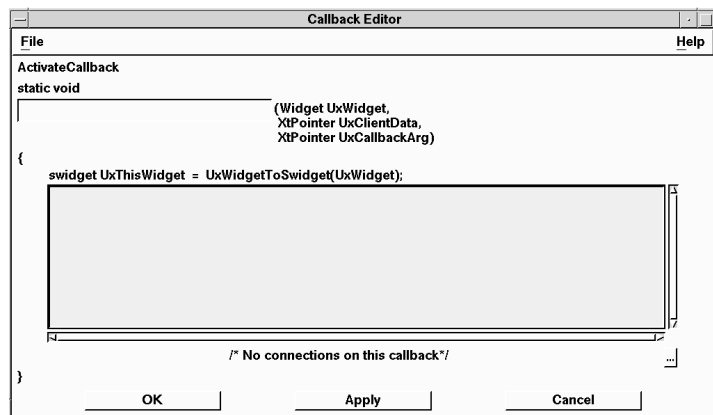 Callback Editor
File Help
ActivateCallback
static void
(Widget UxWidget,
XtPointer UxClientData,
XtPointer UxCallbackArg)
{
swidget UxThisWidget = UxWidgetToSwidget(UxWidget);
/* No connections on this callback*/
...
}
OK Apply Cancel